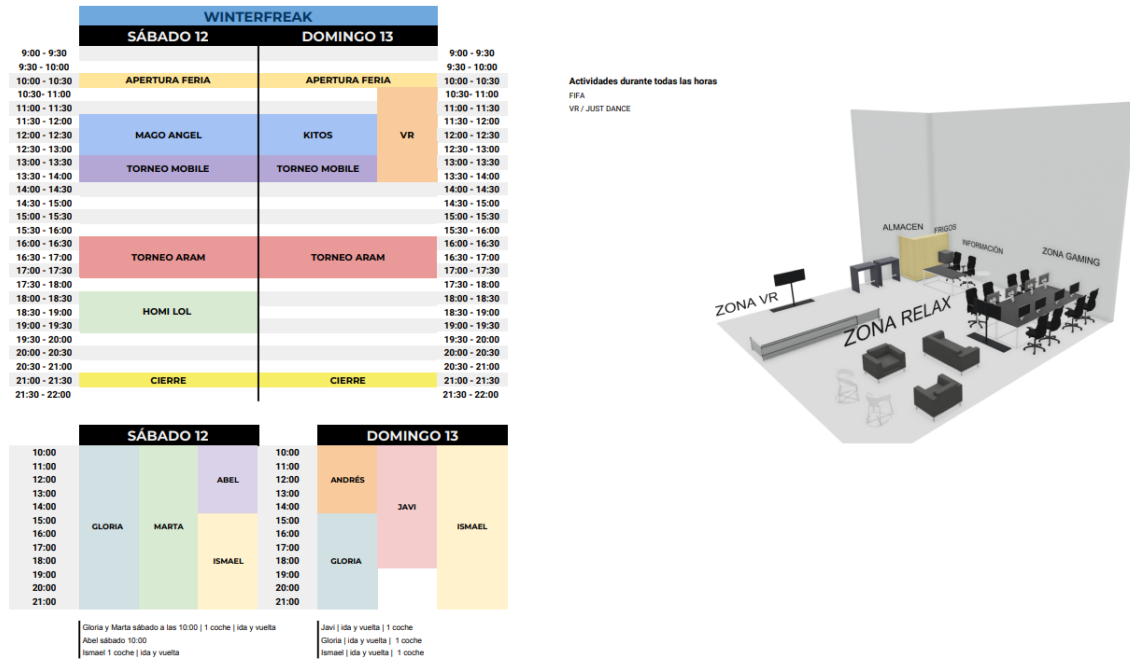 WINTERFREAK
SÁBADO 12 DOMINGO 13
9:00 - 9:30 9:00 - 9:30
9:30 - 10:00 9:30 - 10:00
10:00 - 10:30 APERTURA FERIA APERTURA FERIA 10:00 - 10:30
10:30- 11:00 10:30- 11:00
11:00 - 11:30 11:00 - 11:30
11:30 - 12:00 11:30 - 12:00
12:00 - 12:30 MAGO ANGEL KITOS VR 12:00 - 12:30
12:30 - 13:00 12:30 - 13:00
13:00 - 13:30 TORNEO MOBILE TORNEO MOBILE 13:00 - 13:30
13:30 - 14:00 13:30 - 14:00
14:00 - 14:30 14:00 - 14:30
14:30 - 15:00 14:30 - 15:00
15:00 - 15:30 15:00 - 15:30
15:30 - 16:00 15:30 - 16:00
16:00 - 16:30 16:00 - 16:30
16:30 - 17:00 TORNEO ARAM TORNEO ARAM 16:30 - 17:00
17:00 - 17:30 17:00 - 17:30
17:30 - 18:00 17:30 - 18:00
18:00 - 18:30 18:00 - 18:30
18:30 - 19:00 HOMI LOL 18:30 - 19:00
19:00 - 19:30 19:00 - 19:30
19:30 - 20:00 19:30 - 20:00
20:00 - 20:30 20:00 - 20:30
20:30 - 21:00 20:30 - 21:00
21:00 - 21:30 CIERRE CIERRE 21:00 - 21:30
21:30 - 22:00 21:30 - 22:00
Actividades durante todas las horas
FIFA
VR / JUST DANCE
ALMACEN
FRIGOS
INFORMACIÓN
ZONA GAMING
ZONA VR
ZONA RELAX
SÁBADO 12 DOMINGO 13
10:00 10:00
11:00 11:00
12:00 ABEL 12:00 ANDRÉS
13:00 13:00
14:00 14:00 JAVI
15:00 15:00
GLORIA MARTA ISMAEL
16:00 16:00
17:00 17:00
18:00 ISMAEL 18:00 GLORIA
19:00 19:00
20:00 20:00
21:00 21:00
Gloria y Marta sábado a las 10:00 | 1 coche | ida y vuelta
Abel sábado 10:00
Ismael 1 coche | ida y vuelta
Javi | ida y vuelta | 1 coche
Gloria | ida y vuelta | 1 coche
Ismael | ida y vuelta | 1 coche